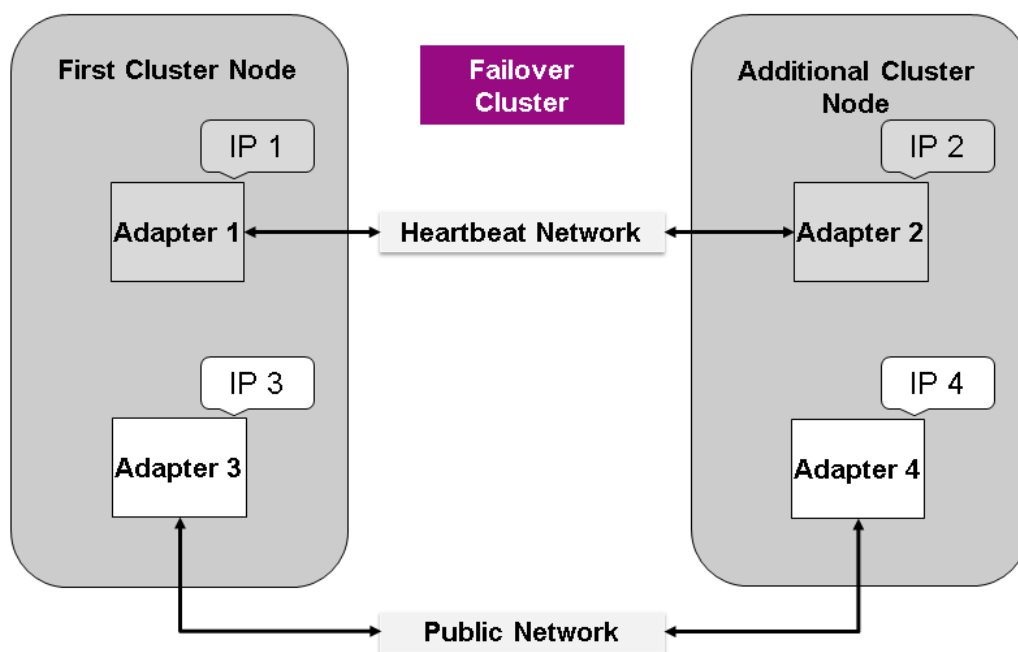 First Cluster Node
Failover
Cluster
Additional Cluster
Node
IP 1
IP 2
Adapter 1
Heartbeat Network
Adapter 2
IP 3
IP 4
Adapter 3
Adapter 4
Public Network